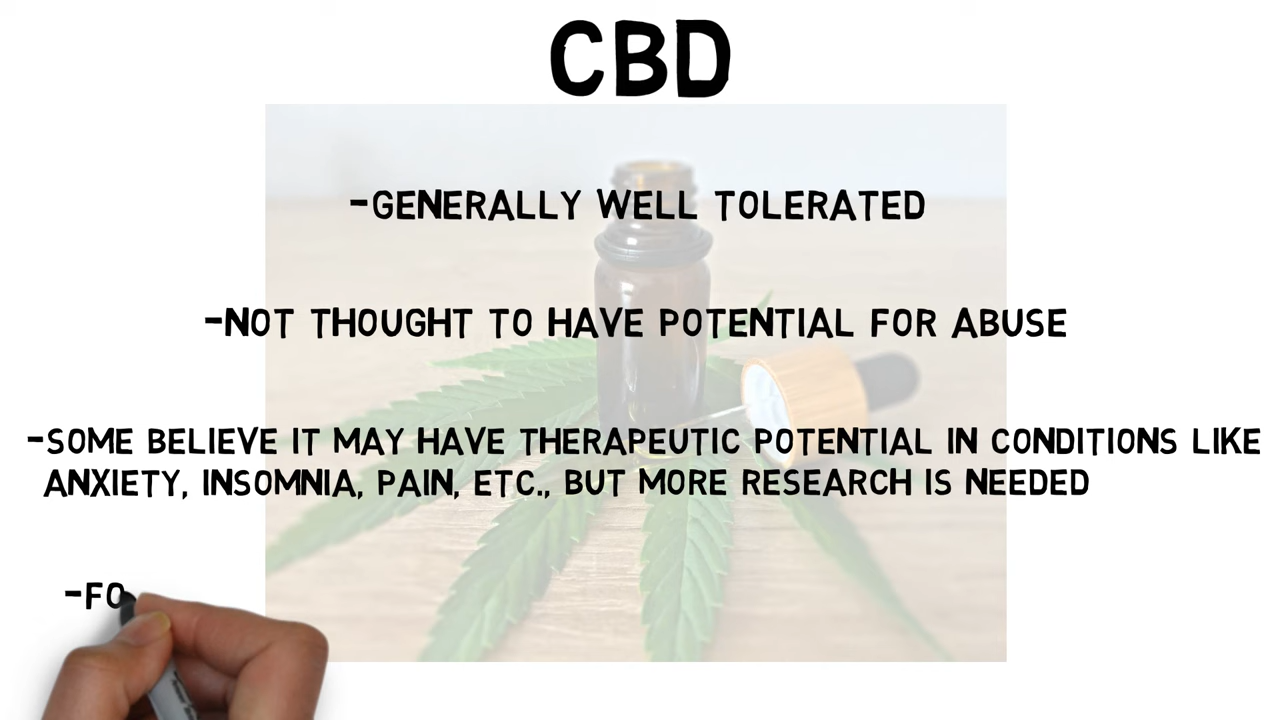 CBD
-GENERALLY WELL TOLERATED
-NOT THOUGHT TO HAVE POTENTIAL FOR ABUSE
-SOME BELIEVE IT MAY HAVE THERAPEUTIC POTENTIAL IN CONDITIONS LIKE
ANXIETY, INSOMNIA, PAIN, ETC., BUT MORE RESEARCH IS NEEDED
-FO